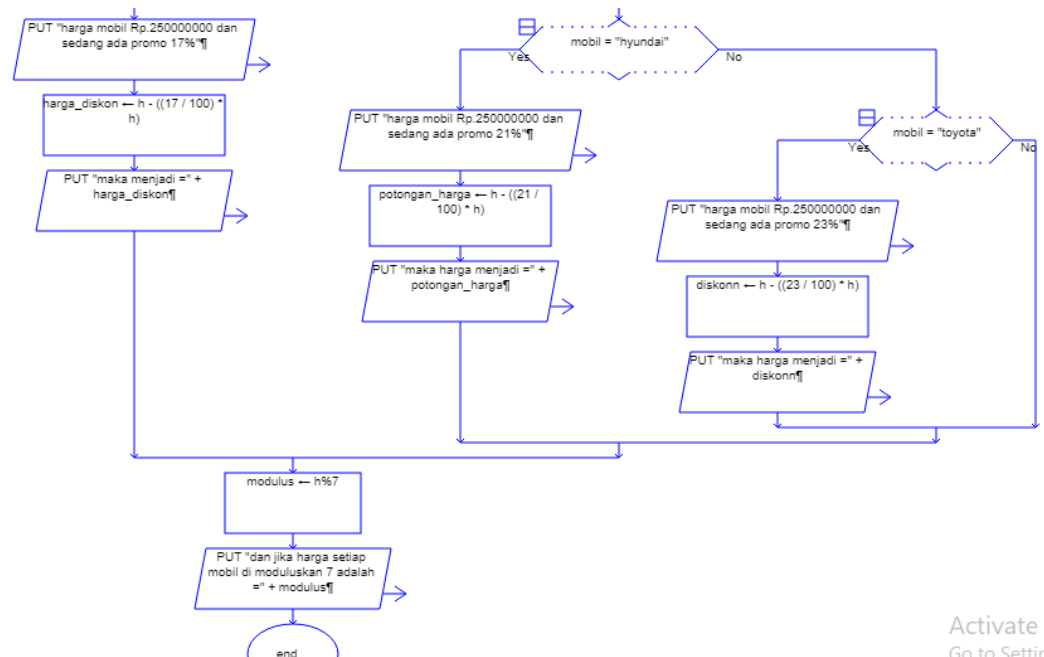 PUT "harga mobil Rp.250000000 dan
sedang ada promo 17%"¶
harga_diskon ← h - ((17 / 100) *
h)
PUT "maka menjadi =" +
harga_diskon¶
mobil = "hyundai"
Yes
No
PUT "harga mobil Rp.250000000 dan
sedang ada promo 21%"¶
potongan_harga ← h - ((21 /
100) * h)
PUT "maka harga menjadi =" +
potongan_harga¶
mobil = "toyota"
Yes
No
PUT "harga mobil Rp.250000000 dan
sedang ada promo 23%"¶
diskonn ← h - ((23 / 100) * h)
PUT "maka harga menjadi =" +
diskonn¶
modulus ← h%7
PUT "dan jika harga setiap
mobil di moduluskan 7 adalah
=" + modulus¶
end
Activate
Go to Settin